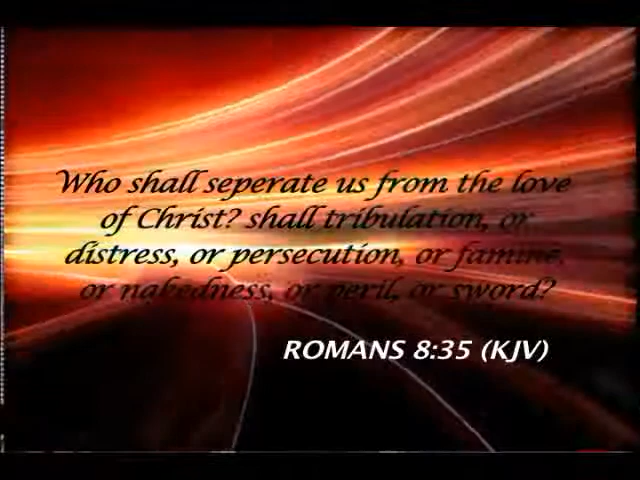 Who shall seperate us from the love
of Christ? shall tribulation, or
distress, or persecution, or famine,
or nakedness, or peril, or sword?
ROMANS 8:35 (KJV)